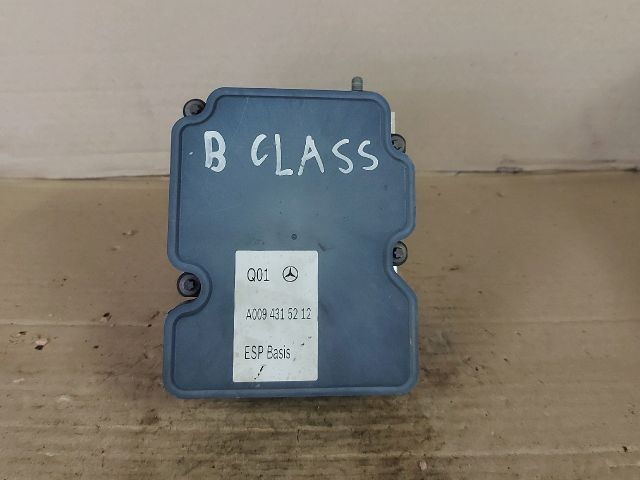 B CLASS
Q01
A009 431 52 12
ESP Basis